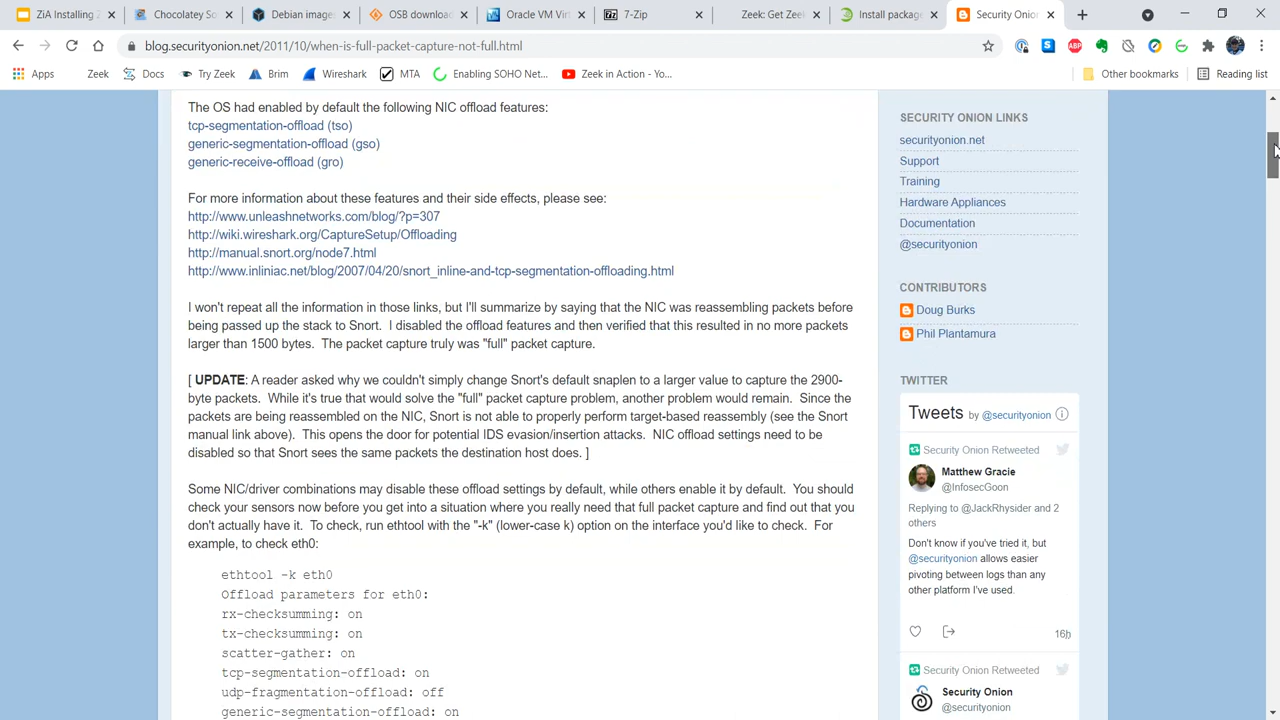 ZiA Installing Z
Chocolatey So
Debian image
OSB download
Oracle VM Vir
7-Zip
Zeek: Get Zee
Install package
Security Onio
blog.securityonion.net/2011/10/when-is-full-packet-capture-not-full.html
Apps
Zeek
Docs
Try Zeek
Brim
Wireshark
MTA
Enabling SOHO Net...
Zeek in Action - Yo...
Other bookmarks
Reading list
The OS had enabled by default the following NIC offload features:
tcp-segmentation-offload (tso)
generic-segmentation-offload (gso)
generic-receive-offload (gro)
For more information about these features and their side effects, please see:
http://www.unleashnetworks.com/blog/?p=307
http://wiki.wireshark.org/CaptureSetup/Offloading
http://manual.snort.org/node7.html
http://www.inliniac.net/blog/2007/04/20/snort_inline-and-tcp-segmentation-offloading.html
I won't repeat all the information in those links, but I'll summarize by saying that the NIC was reassembling packets before
being passed up the stack to Snort.  I disabled the offload features and then verified that this resulted in no more packets
larger than 1500 bytes.  The packet capture truly was "full" packet capture.
[ UPDATE: A reader asked why we couldn't simply change Snort's default snaplen to a larger value to capture the 2900-
byte packets.  While it's true that would solve the "full" packet capture problem, another problem would remain.  Since the
packets are being reassembled on the NIC, Snort is not able to properly perform target-based reassembly (see the Snort
manual link above).  This opens the door for potential IDS evasion/insertion attacks.  NIC offload settings need to be
disabled so that Snort sees the same packets the destination host does. ]
Some NIC/driver combinations may disable these offload settings by default, while others enable it by default.  You should
check your sensors now before you get into a situation where you really need that full packet capture and find out that you
don't actually have it.  To check, run ethtool with the "-k" (lower-case k) option on the interface you'd like to check.  For
example, to check eth0:
ethtool -k eth0
Offload parameters for eth0:
rx-checksumming: on
tx-checksumming: on
scatter-gather: on
tcp-segmentation-offload: on
udp-fragmentation-offload: off
generic-segmentation-offload: on
SECURITY ONION LINKS
securityonion.net
Support
Training
Hardware Appliances
Documentation
@securityonion
CONTRIBUTORS
Doug Burks
Phil Plantamura
TWITTER
Tweets by @securityonion
Security Onion Retweeted
Matthew Gracie
@InfosecGoon
Replying to @JackRhysider and 2
others
Don't know if you've tried it, but
@securityonion allows easier
pivoting between logs than any
other platform I've used.
16h
Security Onion Retweeted
Security Onion
@securityonion